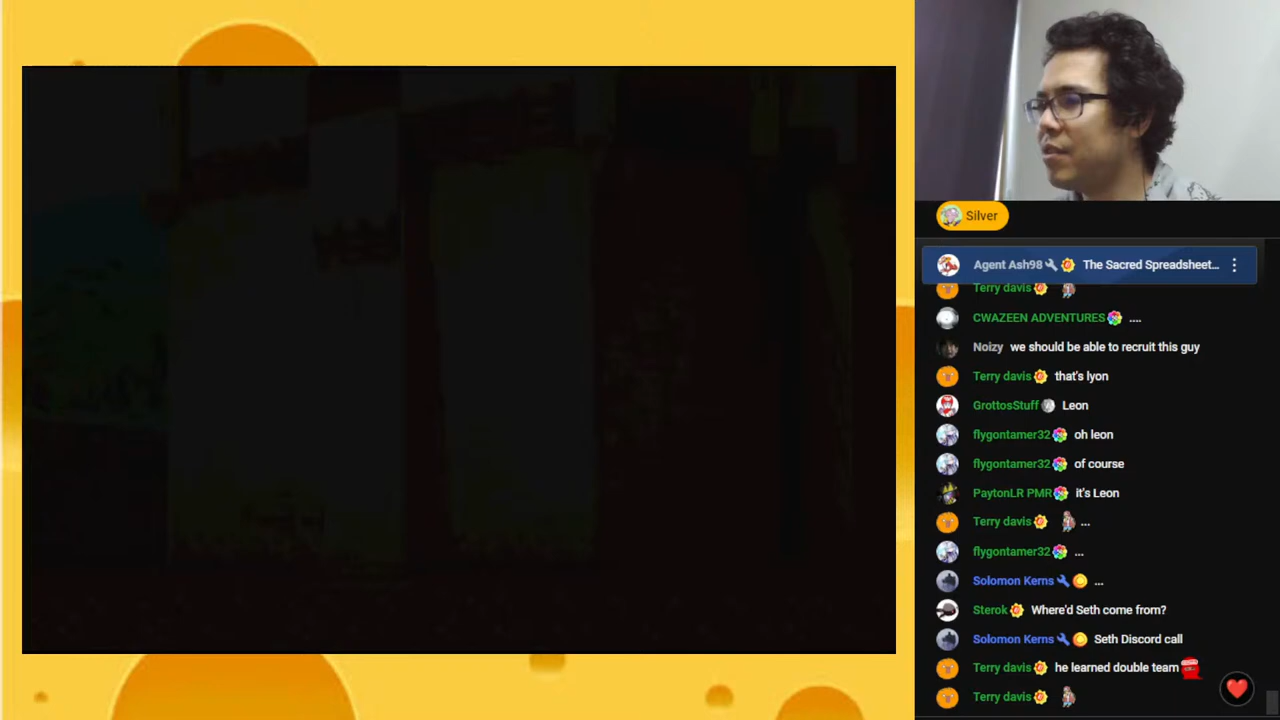 Silver
Agent Ash98 The Sacred Spreadsheet...
Terry davis
CWAZEEN ADVENTURES ....
Noizy we should be able to recruit this guy
Terry davis that's lyon
GrottosStuff Leon
flygontamer32 oh leon
flygontamer32 of course
PaytonLR PMR it's Leon
Terry davis ...
flygontamer32 ...
Solomon Kerns ...
Sterok Where'd Seth come from?
Solomon Kerns Seth Discord call
Terry davis he learned double team
Terry davis